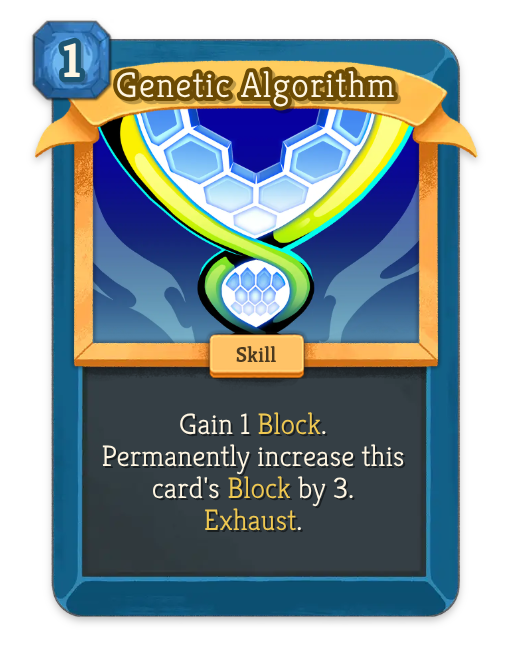 1
Genetic Algorithm
Skill
Gain 1 Block.
Permanently increase this
card's Block by 3.
Exhaust.